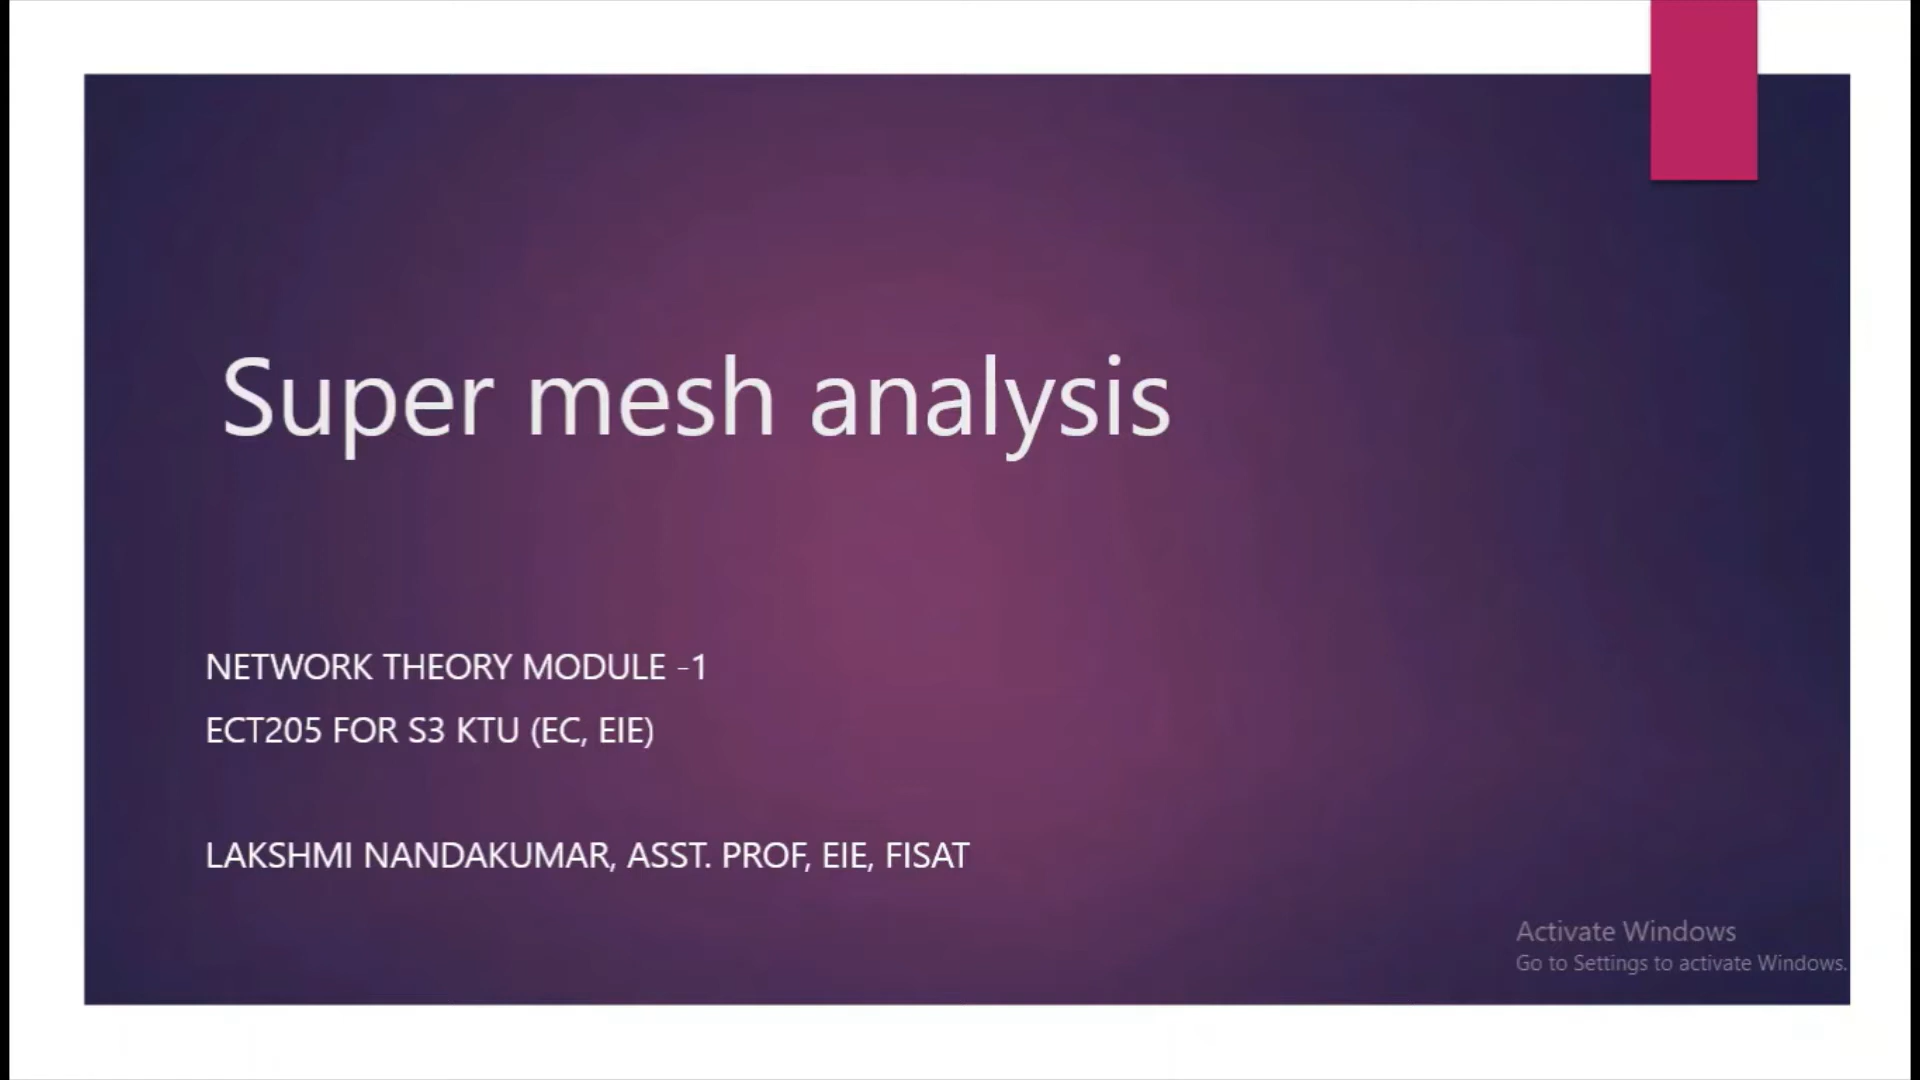 Super mesh analysis
NETWORK THEORY MODULE -1
ECT205 FOR S3 KTU (EC, EIE)
LAKSHMI NANDAKUMAR, ASST. PROF, EIE, FISAT
Activate Windows
Go to Settings to activate Windows.